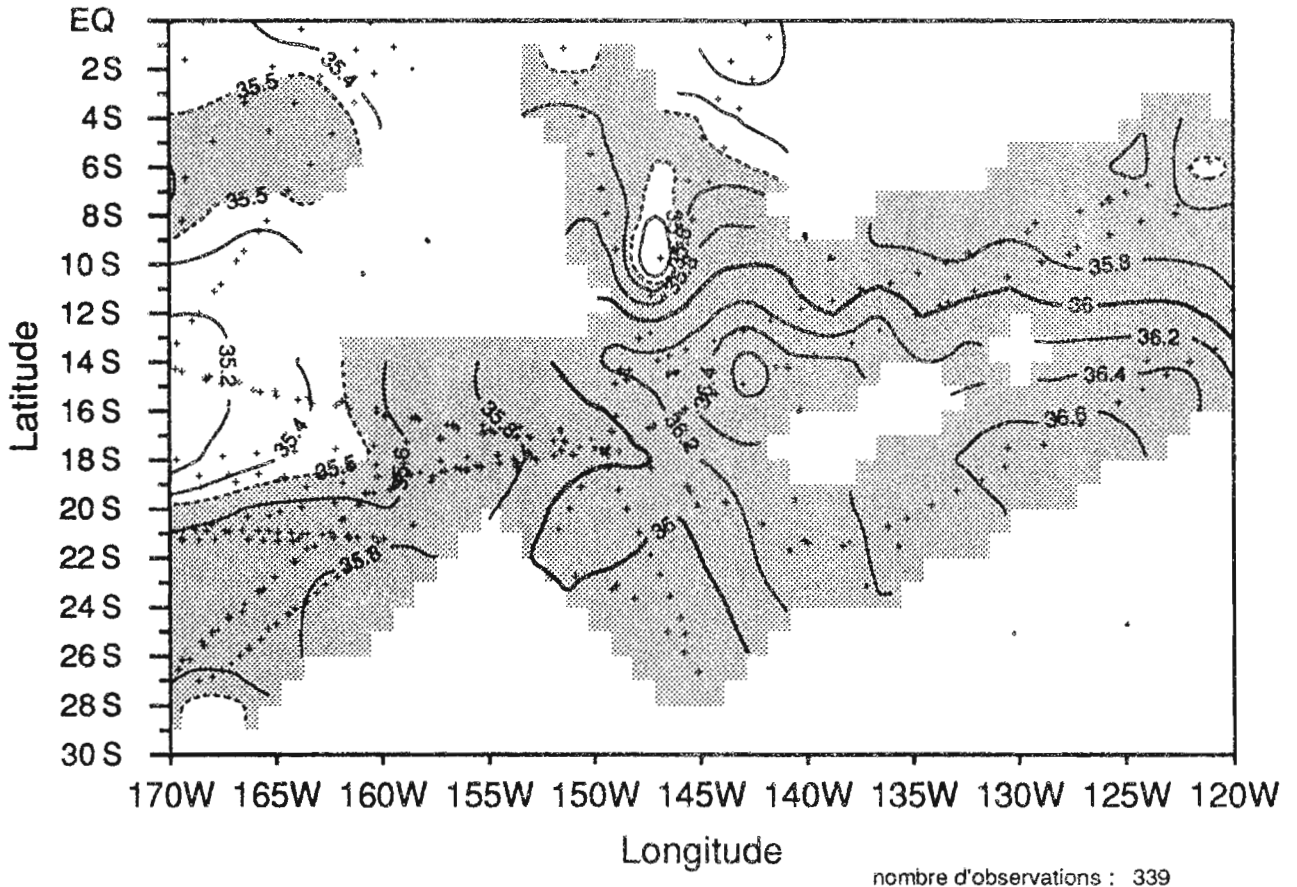 EQ
2S
4S
6S
8S
10S
12S
14S
16S
18S
20S
22S
24S
26S
28S
30S
Latitude
35.5
35.4
35.5
35.2
35.4
35.5
35.6
35.8
35.8
36
36.2
36.4
35.8
36
36.2
36.4
36.6
170W 165W 160W 155W 150W 145W 140W 135W 130W 125W 120W
Longitude
nombre d'observations : 339